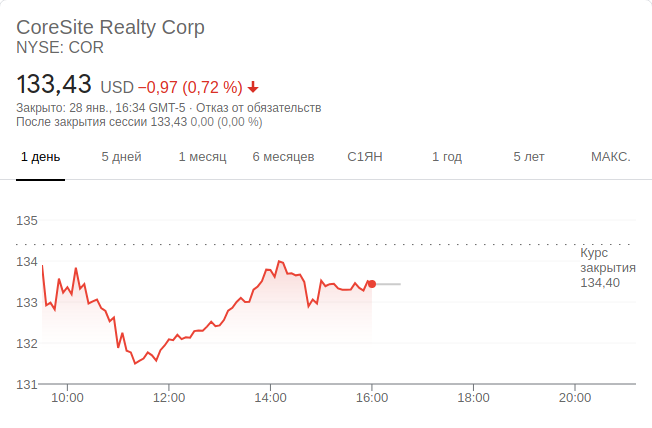 CoreSite Realty Corp
NYSE: COR
133,43 USD −0,97 (0,72 %)
Закрыто: 28 янв., 16:34 GMT-5 · Отказ от обязательств
После закрытия сессии 133,43 0,00 (0,00 %)
1 день 5 дней 1 месяц 6 месяцев С1ЯН 1 год 5 лет МАКС.
135
134
133
132
131
Курс
закрытия
134,40
10:00 12:00 14:00 16:00 18:00 20:00